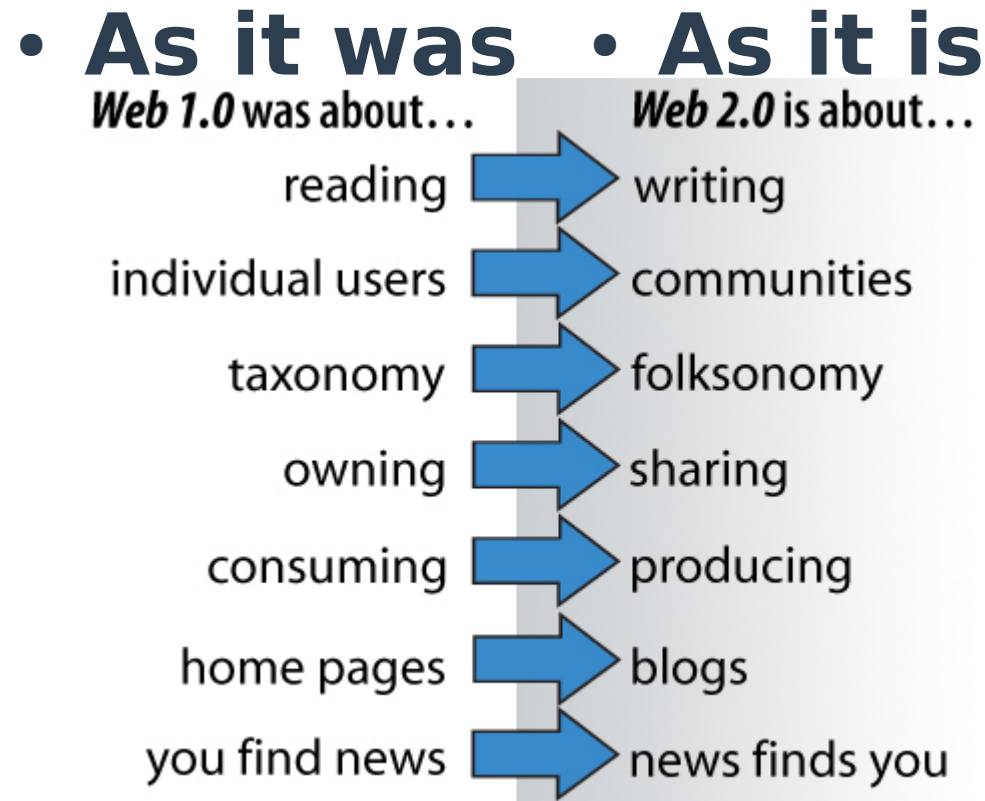 • As it was • As it is
Web 1.0 was about... Web 2.0 is about...
reading writing
individual users communities
taxonomy folksonomy
owning sharing
consuming producing
home pages blogs
you find news news finds you